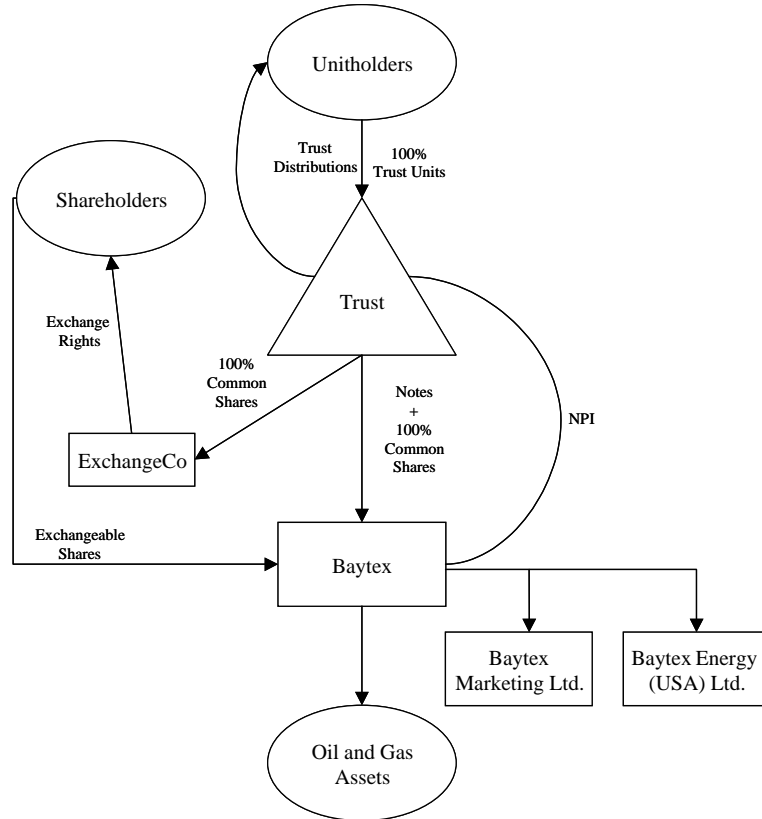 Unitholders
Trust
Distributions
100%
Trust Units
Shareholders
Trust
Exchange
Rights
100%
Common
Shares
Notes
+
100%
Common
Shares
NPI
ExchangeCo
Exchangeable
Shares
Baytex
Baytex
Marketing Ltd.
Baytex Energy
(USA) Ltd.
Oil and Gas
Assets